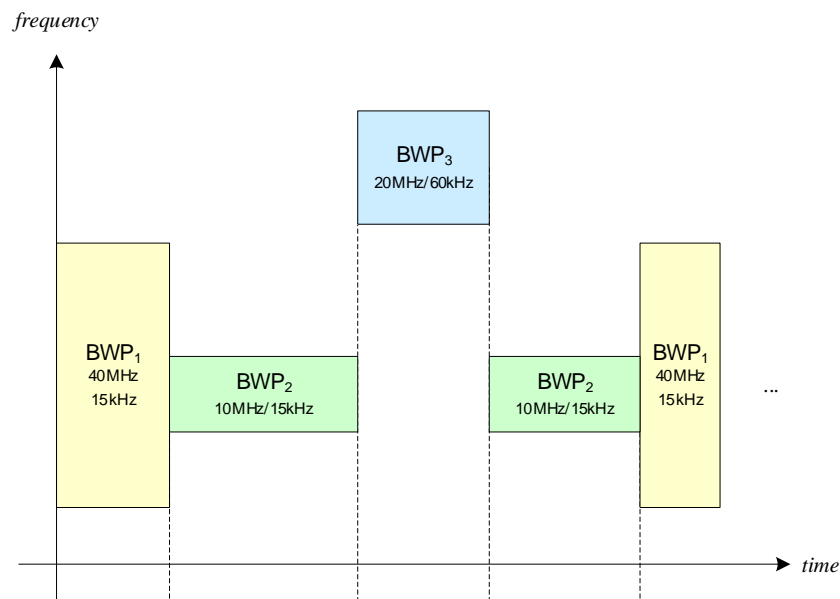 frequency
BWP₃
20MHz/60kHz
BWP₁
40MHz
15kHz
BWP₂
10MHz/15kHz
BWP₂
10MHz/15kHz
BWP₁
40MHz
15kHz
...
time